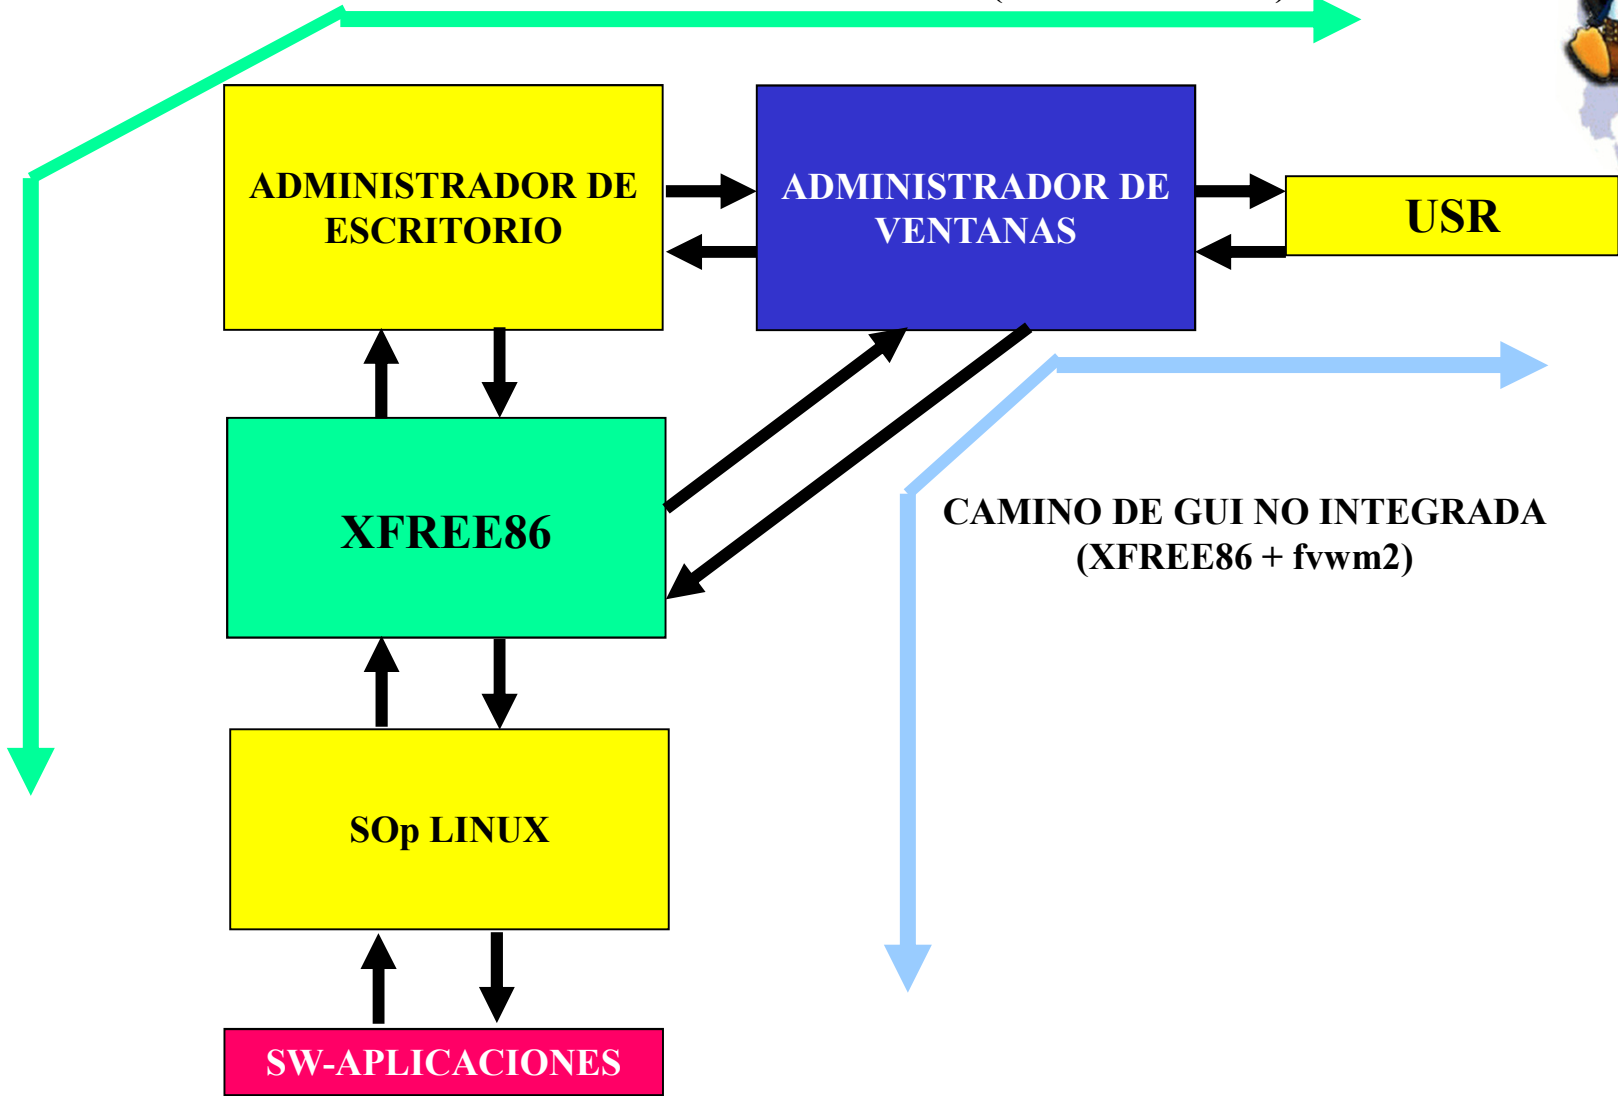 ADMINISTRADOR DE
ESCRITORIO
ADMINISTRADOR DE
VENTANAS
USR
XFREE86
CAMINO DE GUI NO INTEGRADA
(XFREE86 + fvwm2)
SOp LINUX
SW-APLICACIONES